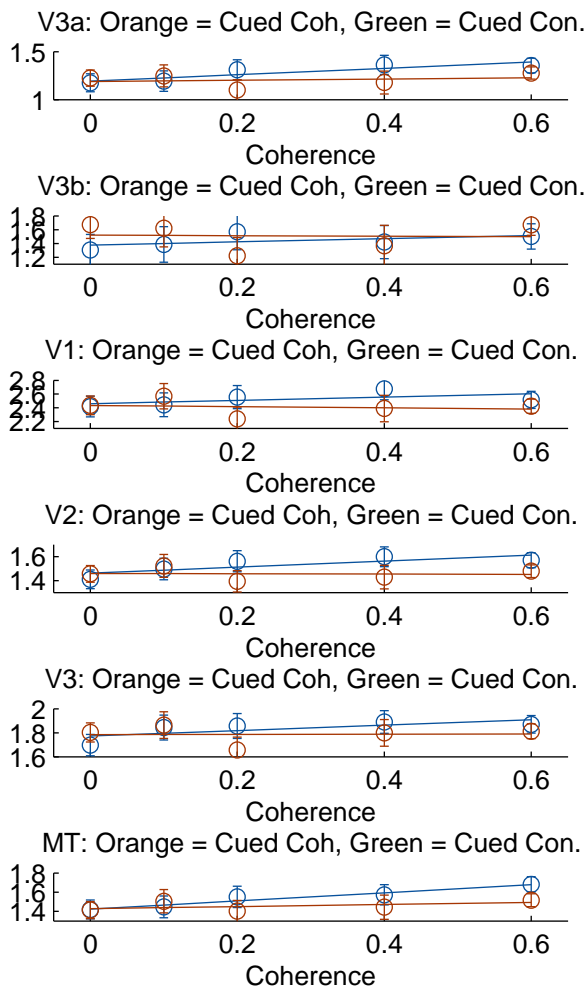 V3a: Orange = Cued Coh, Green = Cued Con.
1.5
1
0 0.2 0.4 0.6
Coherence
V3b: Orange = Cued Coh, Green = Cued Con.
1.8
1.6
1.4
1.2
0 0.2 0.4 0.6
Coherence
V1: Orange = Cued Coh, Green = Cued Con.
2.8
2.6
2.4
2.2
0 0.2 0.4 0.6
Coherence
V2: Orange = Cued Coh, Green = Cued Con.
1.6
1.4
0 0.2 0.4 0.6
Coherence
V3: Orange = Cued Coh, Green = Cued Con.
2
1.8
1.6
0 0.2 0.4 0.6
Coherence
MT: Orange = Cued Coh, Green = Cued Con.
1.8
1.6
1.4
0 0.2 0.4 0.6
Coherence